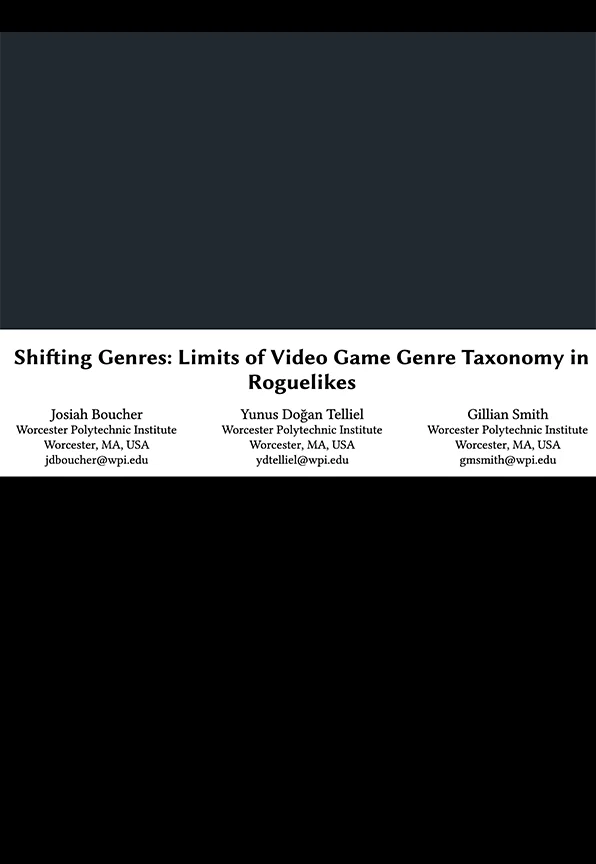 Shifting Genres: Limits of Video Game Genre Taxonomy in
Roguelikes
Josiah Boucher
Worcester Polytechnic Institute
Worcester, MA, USA
jdboucher@wpi.edu
Yunus Doğan Telliel
Worcester Polytechnic Institute
Worcester, MA, USA
ydtelliel@wpi.edu
Gillian Smith
Worcester Polytechnic Institute
Worcester, MA, USA
gmsmith@wpi.edu